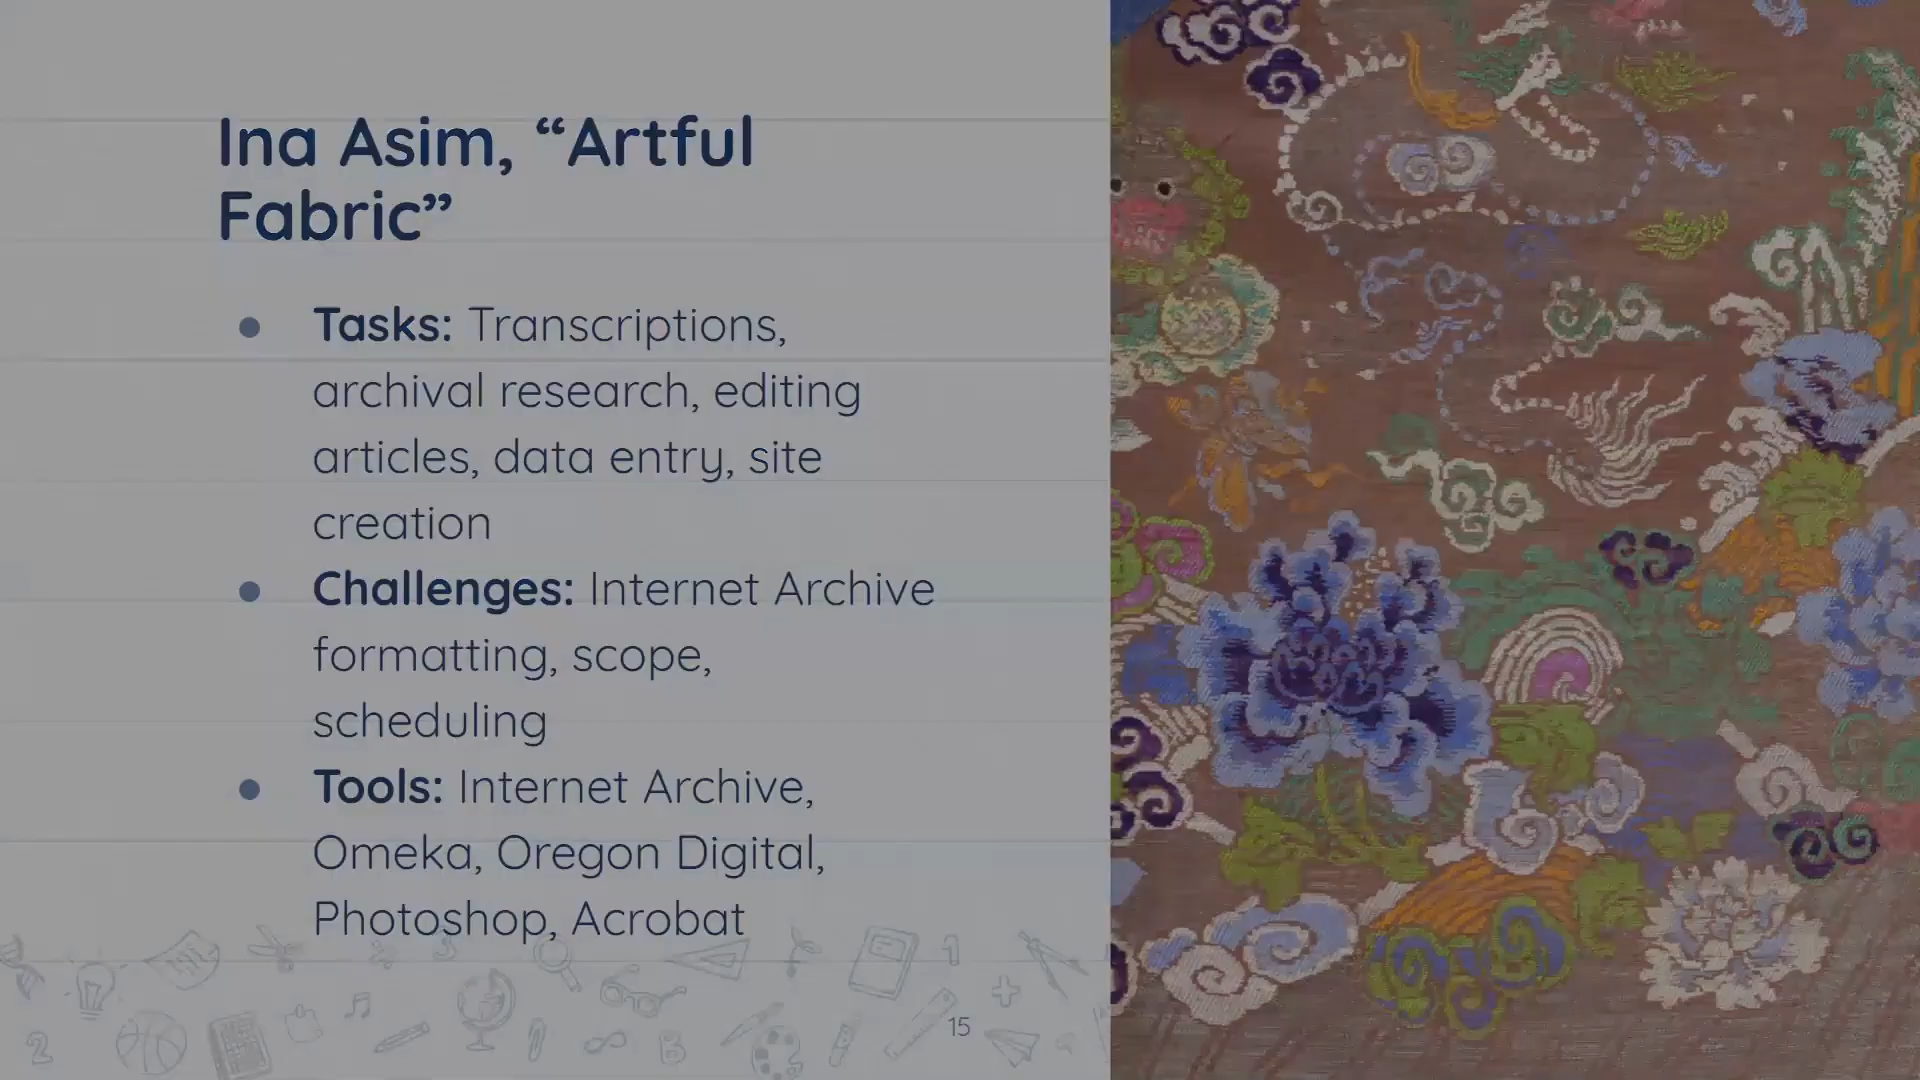 Ina Asim, “Artful
Fabric”
● Tasks: Transcriptions,
archival research, editing
articles, data entry, site
creation
● Challenges: Internet Archive
formatting, scope,
scheduling
● Tools: Internet Archive,
Omeka, Oregon Digital,
Photoshop, Acrobat
15